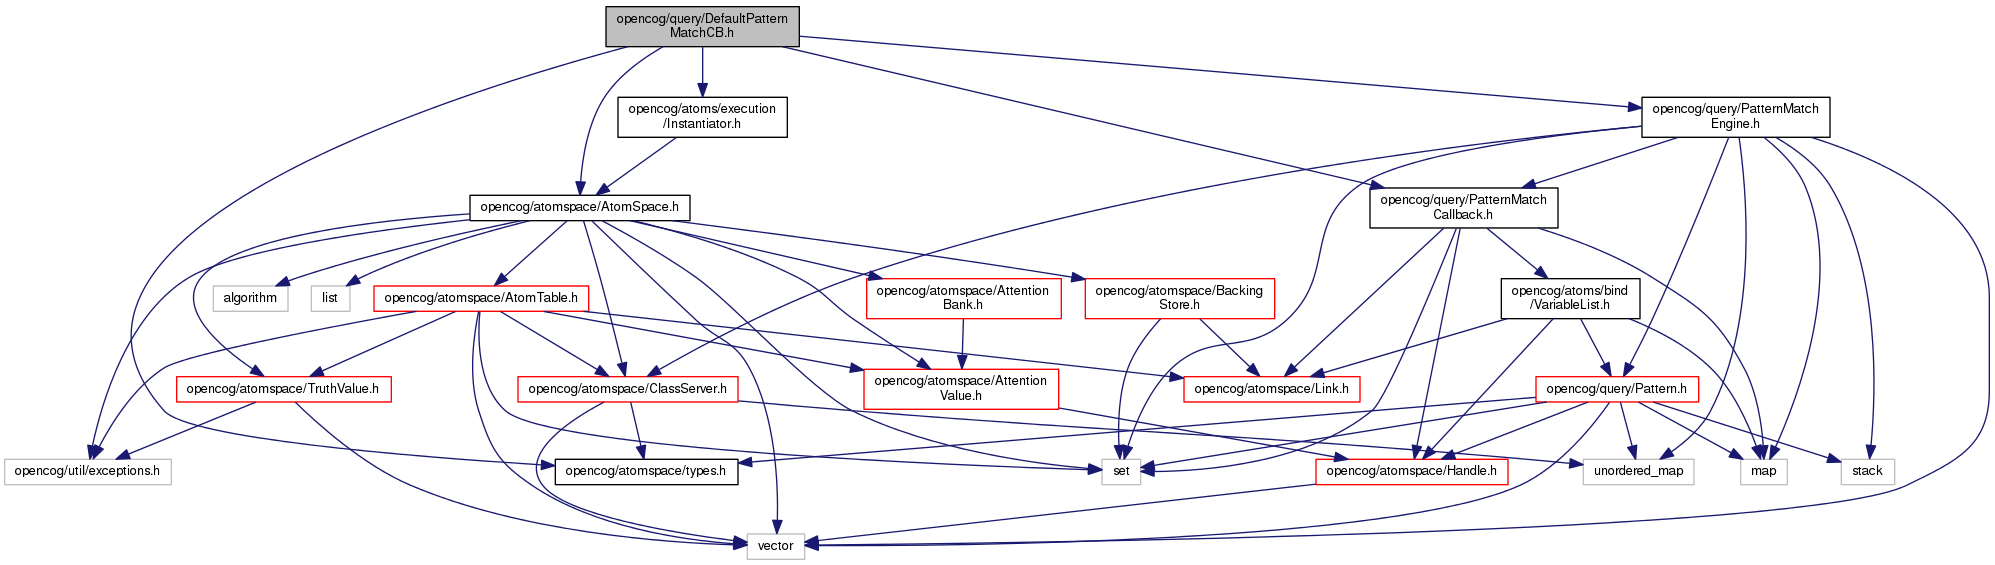 opencog/query/DefaultPattern
MatchCB.h
opencog/atoms/execution
/Instantiator.h
opencog/query/PatternMatch
Engine.h
opencog/atomspace/AtomSpace.h
opencog/query/PatternMatch
Callback.h
algorithm
list
opencog/atomspace/AtomTable.h
opencog/atomspace/Attention
Bank.h
opencog/atomspace/Backing
Store.h
opencog/atoms/bind
/VariableList.h
opencog/atomspace/TruthValue.h
opencog/atomspace/ClassServer.h
opencog/atomspace/Attention
Value.h
opencog/atomspace/Link.h
opencog/query/Pattern.h
opencog/util/exceptions.h
opencog/atomspace/types.h
set
opencog/atomspace/Handle.h
unordered_map
map
stack
vector